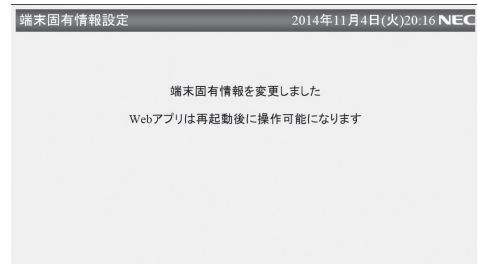 端末固有情報設定 2014年11月4日(火)20:16 NEC
端末固有情報を変更しました
Webアプリは再起動後に操作可能になります